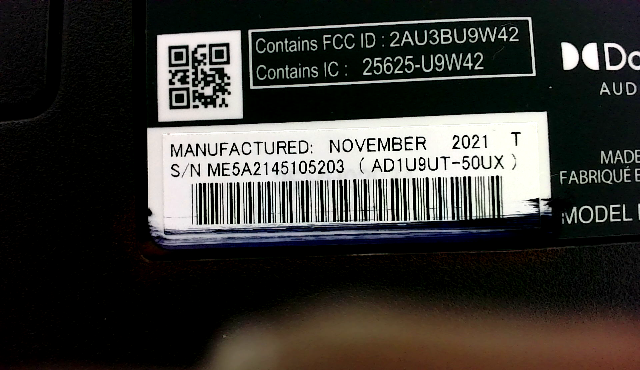 Contains FCC ID : 2AU3BU9W42
Contains IC : 25625-U9W42
MANUFACTURED: NOVEMBER 2021 T
S/N ME5A2145105203 ( AD1U9UT-50UX )
AUD
MADE
FABRIQUÉ E
MODEL